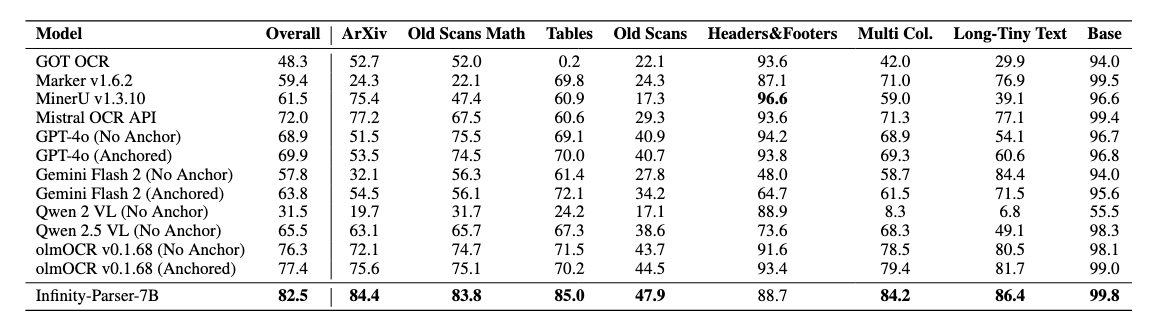 Model Overall ArXiv Old Scans Math Tables Old Scans Headers&Footers Multi Col. Long-Tiny Text Base
GOT OCR 48.3 52.7 52.0 0.2 22.1 93.6 42.0 29.9 94.0
Marker v1.6.2 59.4 24.3 22.1 69.8 24.3 87.1 71.0 76.9 99.5
MinerU v1.3.10 61.5 75.4 47.4 60.9 17.3 96.6 59.0 39.1 96.6
Mistral OCR API 72.0 77.2 67.5 60.6 29.3 93.6 71.3 77.1 99.4
GPT-4o (No Anchor) 68.9 51.5 75.5 69.1 40.9 94.2 68.9 54.1 96.7
GPT-4o (Anchored) 69.9 53.5 74.5 70.0 40.7 93.8 69.3 60.6 96.8
Gemini Flash 2 (No Anchor) 57.8 32.1 56.3 61.4 27.8 48.0 58.7 84.4 94.0
Gemini Flash 2 (Anchored) 63.8 54.5 56.1 72.1 34.2 64.7 61.5 71.5 95.6
Qwen 2 VL (No Anchor) 31.5 19.7 31.7 24.2 17.1 88.9 8.3 6.8 55.5
Qwen 2.5 VL (No Anchor) 65.5 63.1 65.7 67.3 38.6 73.6 68.3 49.1 98.3
olmOCR v0.1.68 (No Anchor) 76.3 72.1 74.7 71.5 43.7 91.6 78.5 80.5 98.1
olmOCR v0.1.68 (Anchored) 77.4 75.6 75.1 70.2 44.5 93.4 79.4 81.7 99.0
Infinity-Parser-7B 82.5 84.4 83.8 85.0 47.9 88.7 84.2 86.4 99.8